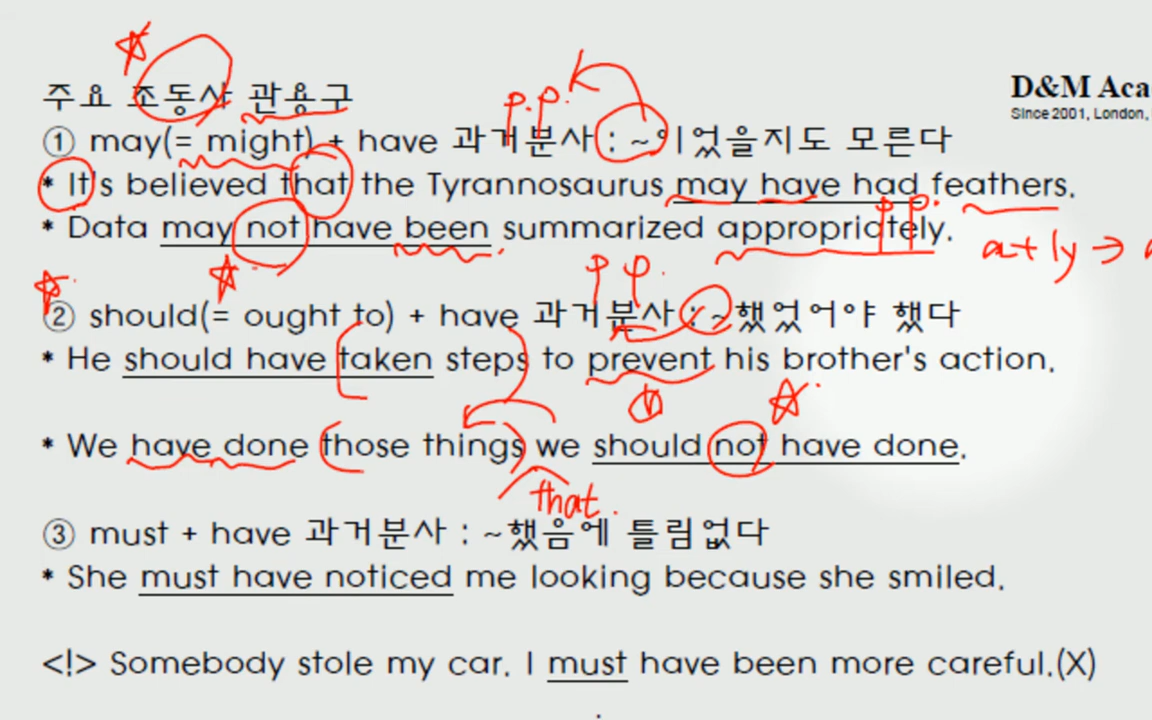 D&M Aca
Since 2001, London,
주요 조동사 관용구
p.p.
① may(= might) + have 과거분사 : ~이었을지도 모른다
* It's believed that the Tyrannosaurus may have had feathers.
p p.
* Data may not have been summarized appropriately.
a+ly →
p p.
② should(= ought to) + have 과거분사 : ~했었어야 했다
* He should have taken steps to prevent his brother's action.
* We have done those things we should not have done.
that.
③ must + have 과거분사 : ~했음에 틀림없다
* She must have noticed me looking because she smiled.
<!> Somebody stole my car. I must have been more careful.(X)